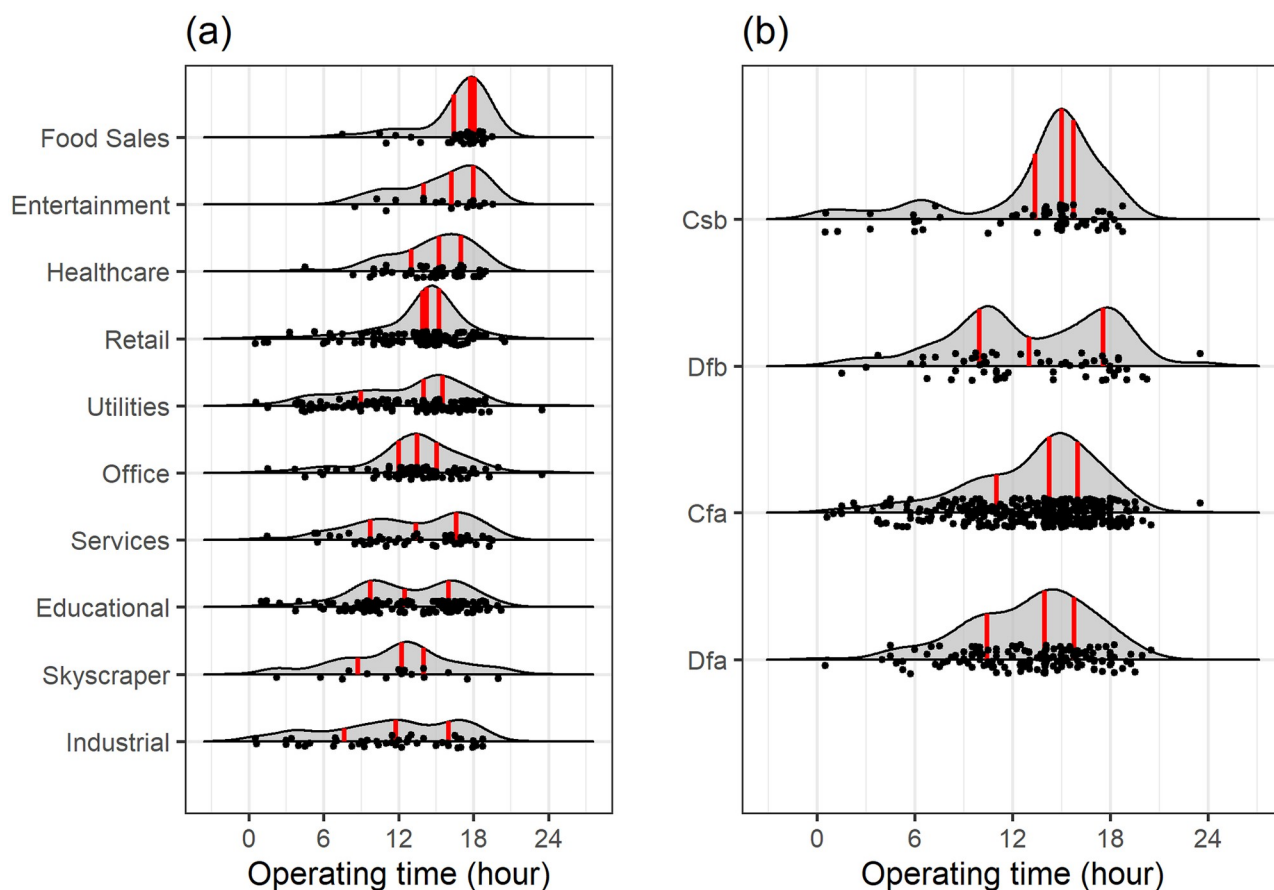 (a)
Food Sales
Entertainment
Healthcare
Retail
Utilities
Office
Services
Educational
Skyscraper
Industrial
0 6 12 18 24
Operating time (hour)
(b)
Csb
Dfb
Cfa
Dfa
0 6 12 18 24
Operating time (hour)